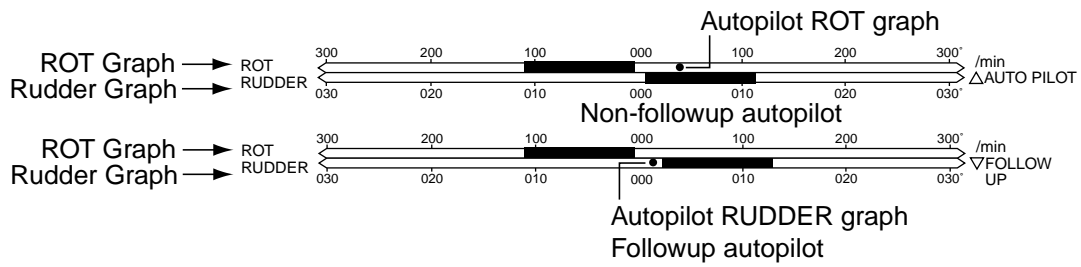 Autopilot ROT graph
300 200 100 000 100 200 300° /min
ROT Graph ROT
Rudder Graph RUDDER △AUTO PILOT
030 020 010 000 010 020 030
Non-followup autopilot
300 200 100 000 100 200 300° /min
ROT Graph ROT
Rudder Graph RUDDER ▽FOLLOW
UP
030 020 010 000 010 020 030
Autopilot RUDDER graph
Followup autopilot